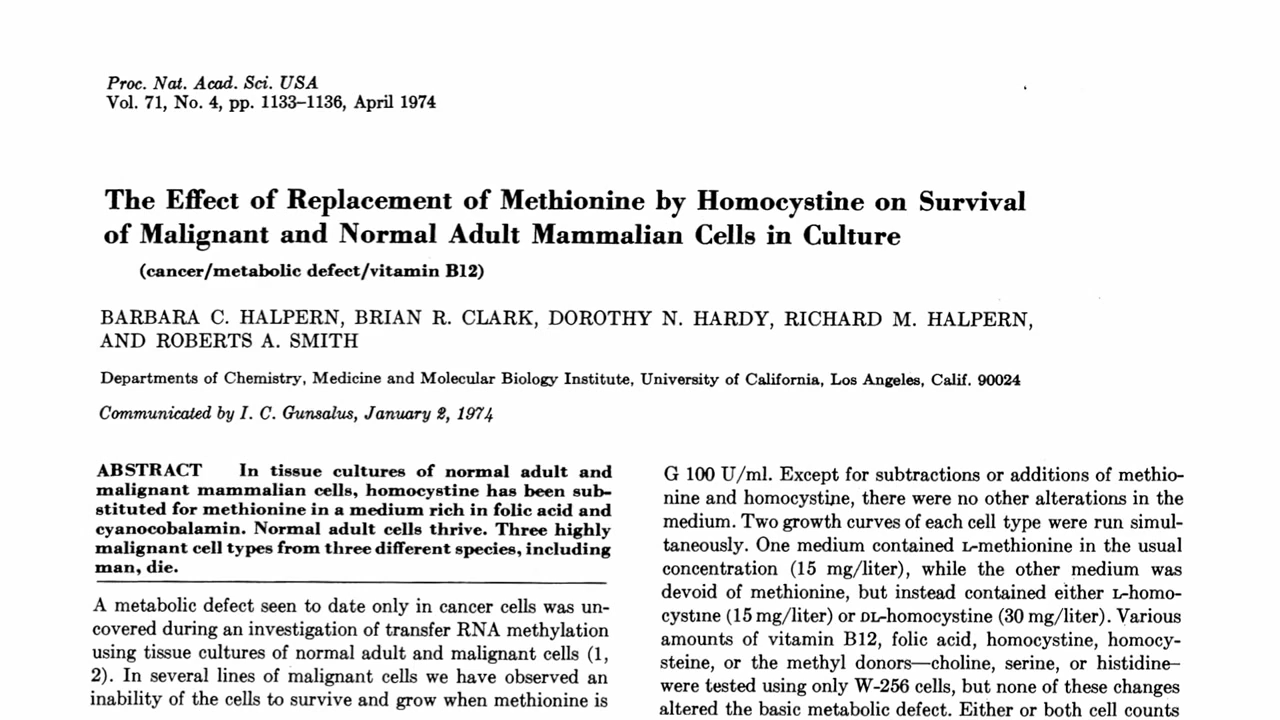 Proc. Nat. Acad. Sci. USA
Vol. 71, No. 4, pp. 1133–1136, April 1974
The Effect of Replacement of Methionine by Homocystine on Survival
of Malignant and Normal Adult Mammalian Cells in Culture
(cancer/metabolic defect/vitamin B12)
BARBARA C. HALPERN, BRIAN R. CLARK, DOROTHY N. HARDY, RICHARD M. HALPERN,
AND ROBERTS A. SMITH
Departments of Chemistry, Medicine and Molecular Biology Institute, University of California, Los Angeles, Calif. 90024
Communicated by I. C. Gunsalus, January 2, 1974
ABSTRACT In tissue cultures of normal adult and
malignant mammalian cells, homocystine has been sub-
stituted for methionine in a medium rich in folic acid and
cyanocobalamin. Normal adult cells thrive. Three highly
malignant cell types from three different species, including
man, die.
A metabolic defect seen to date only in cancer cells was un-
covered during an investigation of transfer RNA methylation
using tissue cultures of normal adult and malignant cells (1,
2). In several lines of malignant cells we have observed an
inability of the cells to survive and grow when methionine is
G 100 U/ml. Except for subtractions or additions of methio-
nine and homocystine, there were no other alterations in the
medium. Two growth curves of each cell type were run simul-
taneously. One medium contained L-methionine in the usual
concentration (15 mg/liter), while the other medium was
devoid of methionine, but instead contained either L-homo-
cystine (15 mg/liter) or DL-homocystine (30 mg/liter). Various
amounts of vitamin B12, folic acid, homocystine, homocy-
steine, or the methyl donors—choline, serine, or histidine—
were tested using only W-256 cells, but none of these changes
altered the basic metabolic defect. Either or both cell counts